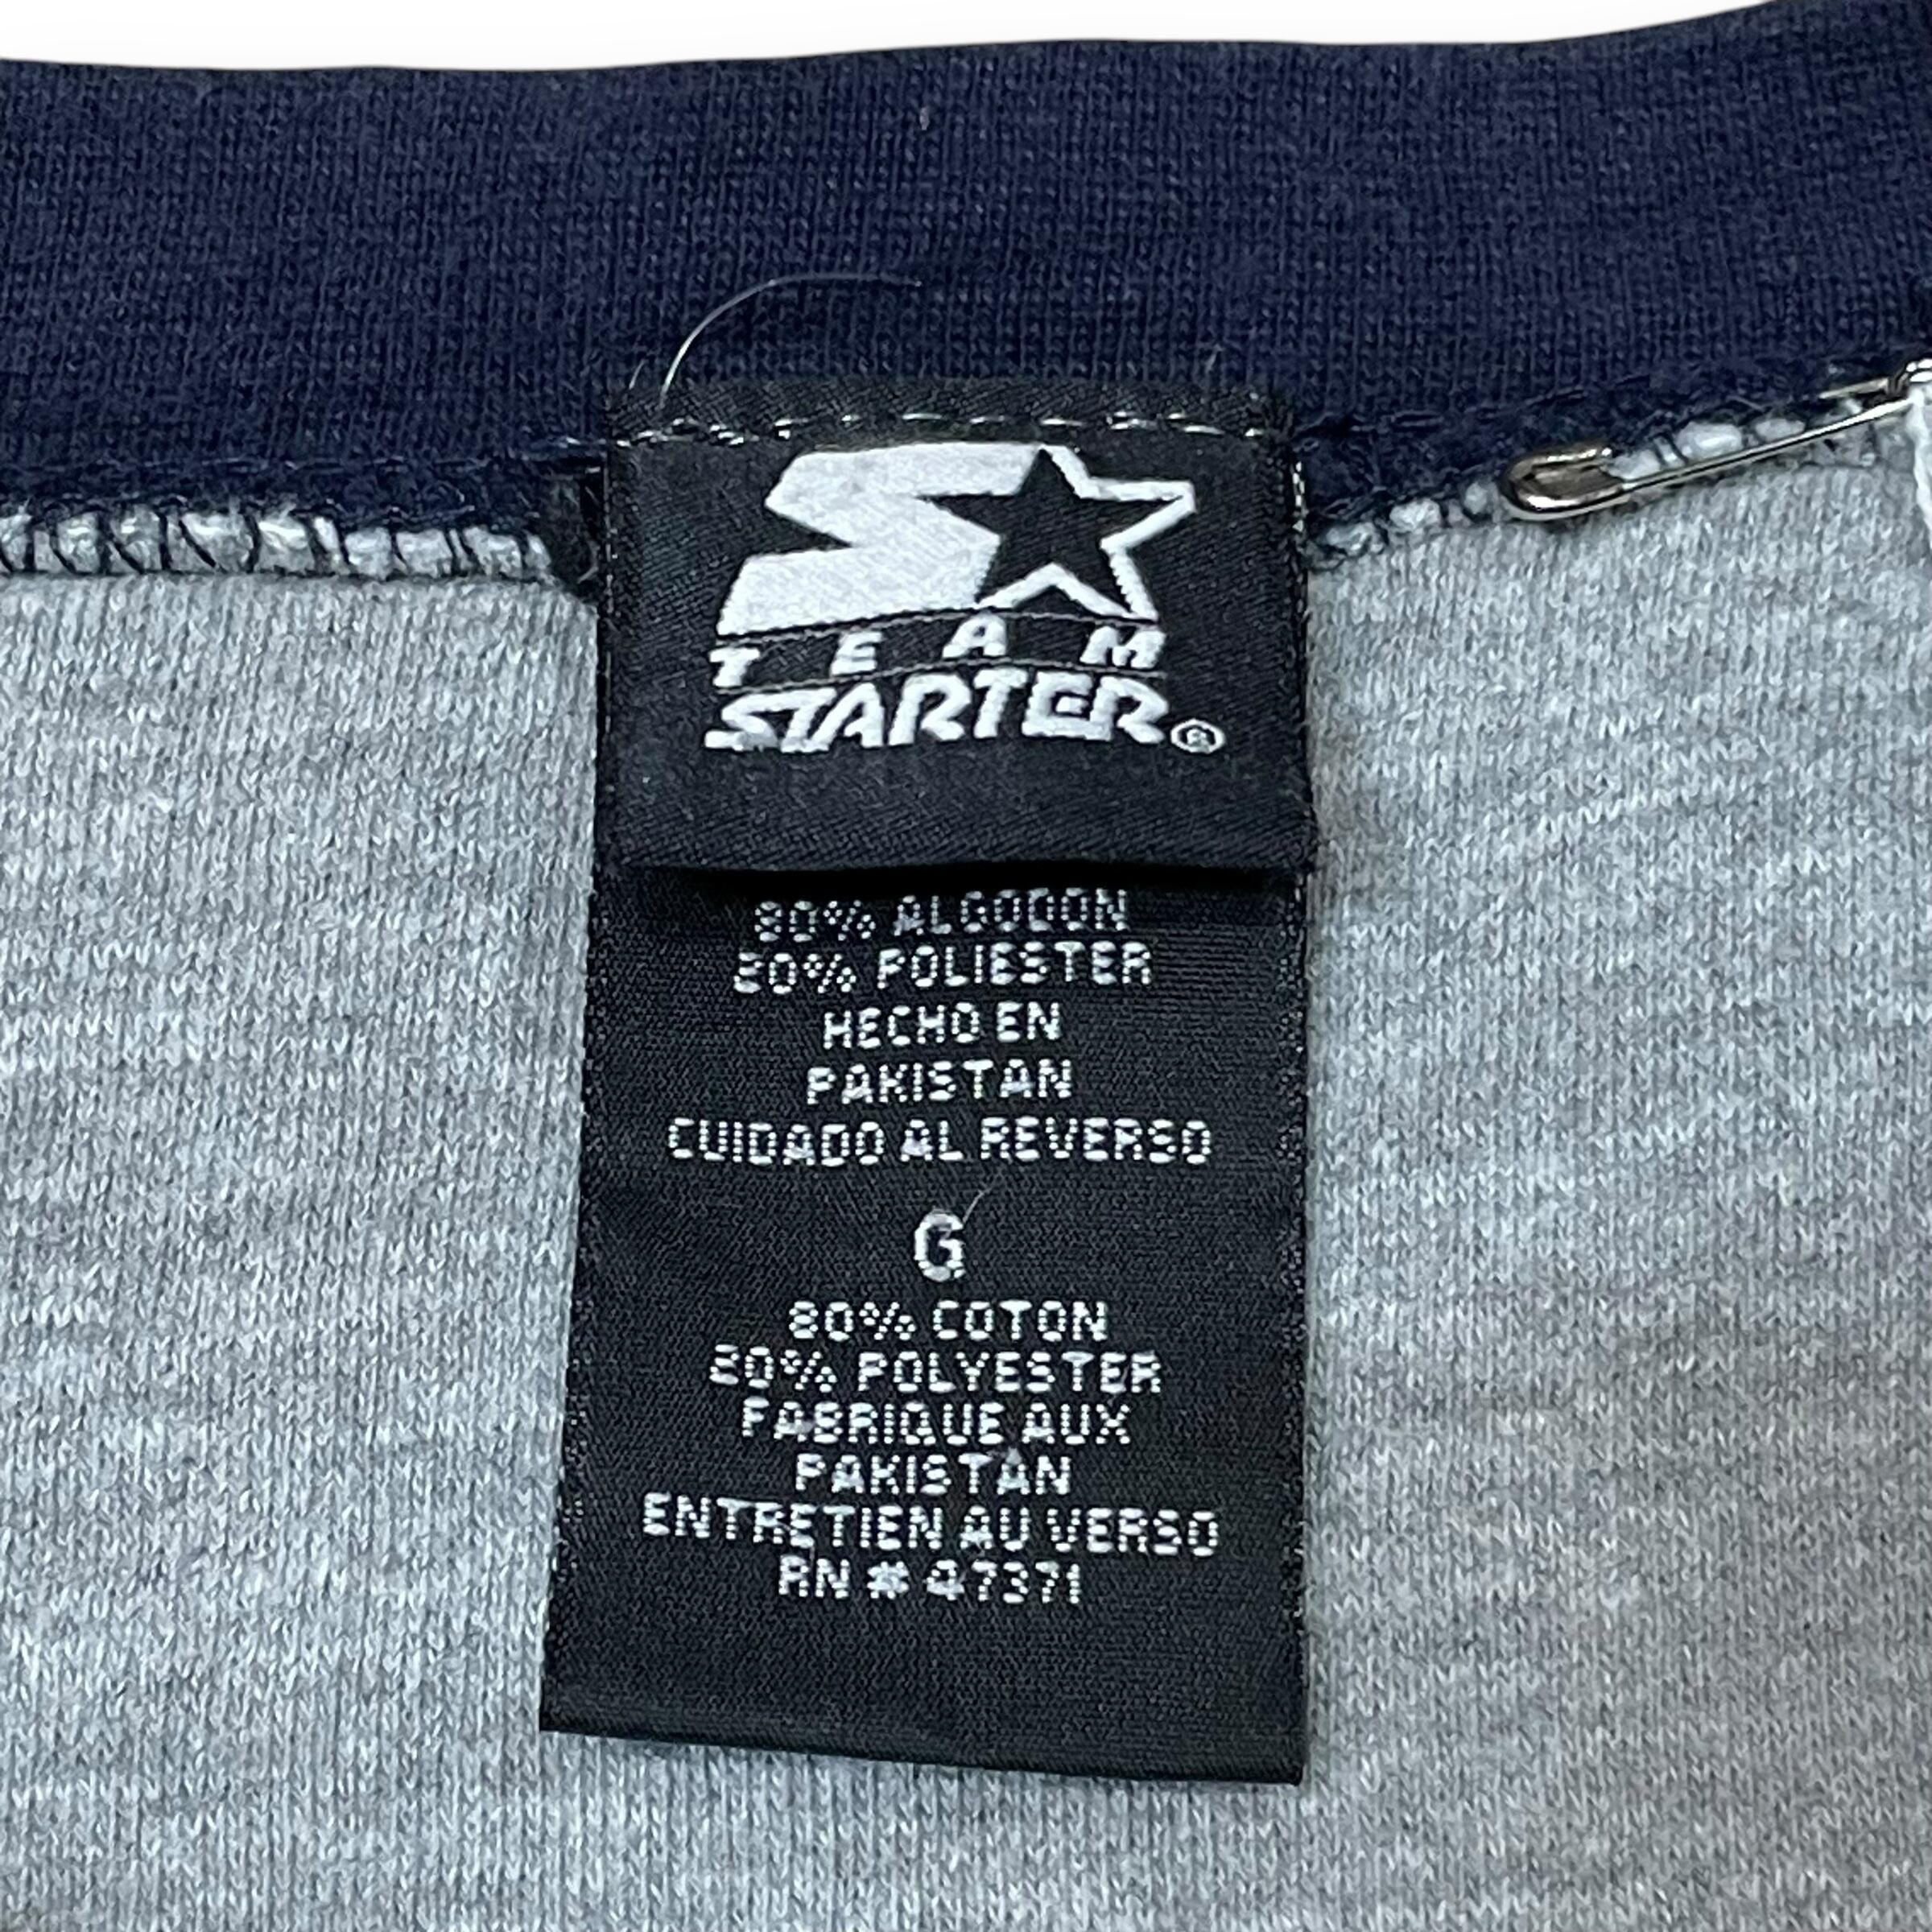 TEAM
STARTER®
80% ALGODON
20% POLIESTER
HECHO EN
PAKISTAN
CUIDADO AL REVERSO
G
80% COTON
20% POLYESTER
FABRIQUE AUX
PAKISTAN
ENTRETIEN AU VERSO
RN # 47371